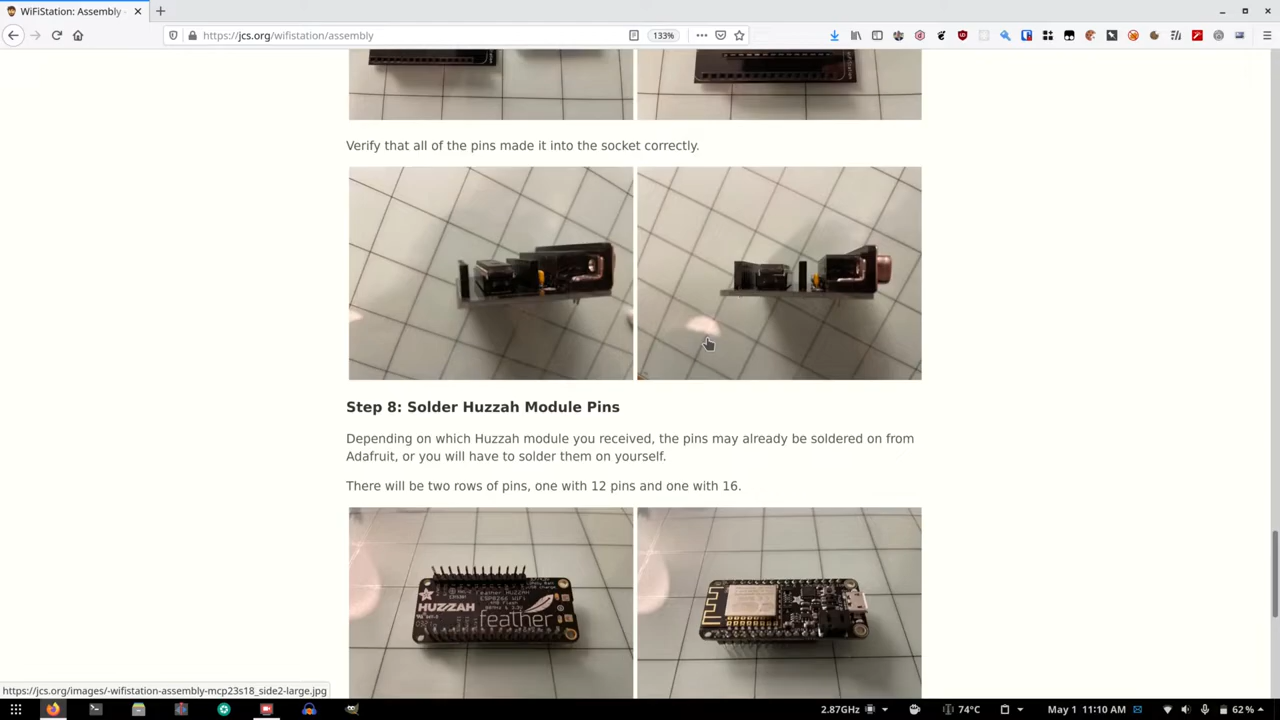 WiFiStation: Assembly
https://jcs.org/wifistation/assembly
133%
Verify that all of the pins made it into the socket correctly.
Step 8: Solder Huzzah Module Pins
Depending on which Huzzah module you received, the pins may already be soldered on from
Adafruit, or you will have to solder them on yourself.
There will be two rows of pins, one with 12 pins and one with 16.
Feather HUZZAH
ESP8266 WiFi
HUZZAH
feather
https://jcs.org/images/-wifistation-assembly-mcp23s18_side2-large.jpg
2.87GHz
74°C
May 1 11:10 AM
62 %